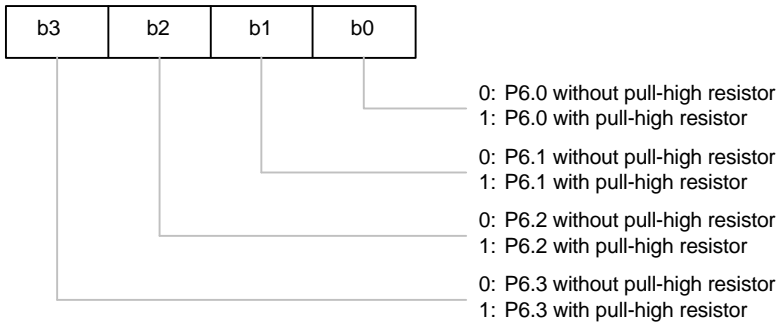 b3 b2 b1 b0
0: P6.0 without pull-high resistor
1: P6.0 with pull-high resistor
0: P6.1 without pull-high resistor
1: P6.1 with pull-high resistor
0: P6.2 without pull-high resistor
1: P6.2 with pull-high resistor
0: P6.3 without pull-high resistor
1: P6.3 with pull-high resistor